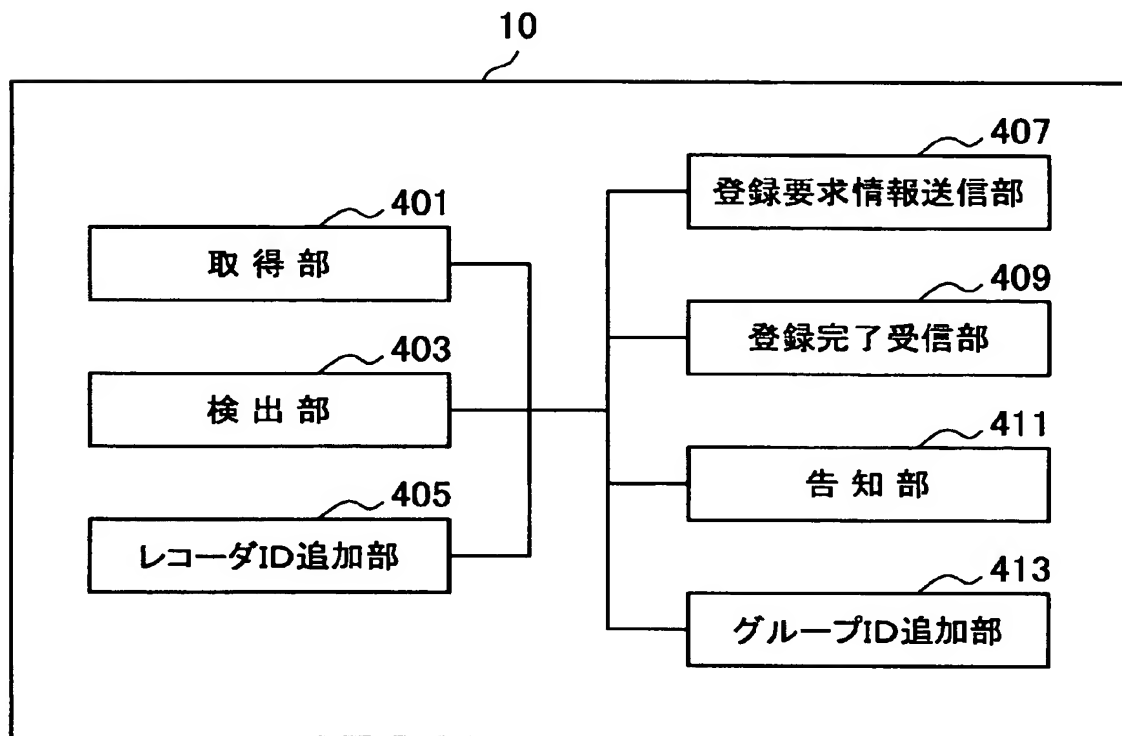 10
401
取得部
403
検出部
405
レコーダID追加部
407
登録要求情報送信部
409
登録完了受信部
411
告知部
413
グループID追加部